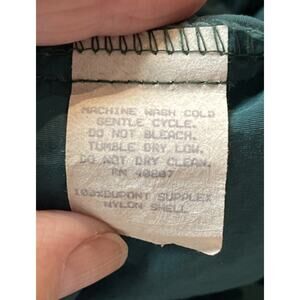 MACHINE WASH COLD
GENTLE CYCLE.
DO NOT BLEACH.
TUMBLE DRY LOW.
DO NOT DRY CLEAN.
RN 40207
100%DUPONT SUPPLEX
NYLON SHELL